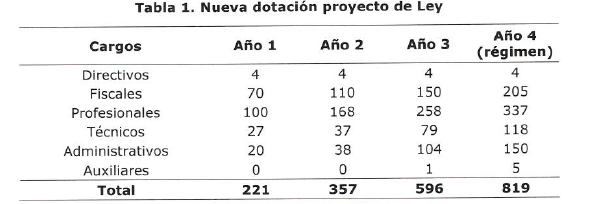 Tabla 1. Nueva dotación proyecto de Ley
Cargos Año 1 Año 2 Año 3 Año 4 (régimen)
Directivos 4 4 4 4
Fiscales 70 110 150 205
Profesionales 100 168 258 337
Técnicos 27 37 79 118
Administrativos 20 38 104 150
Auxiliares 0 0 1 5
Total 221 357 596 819